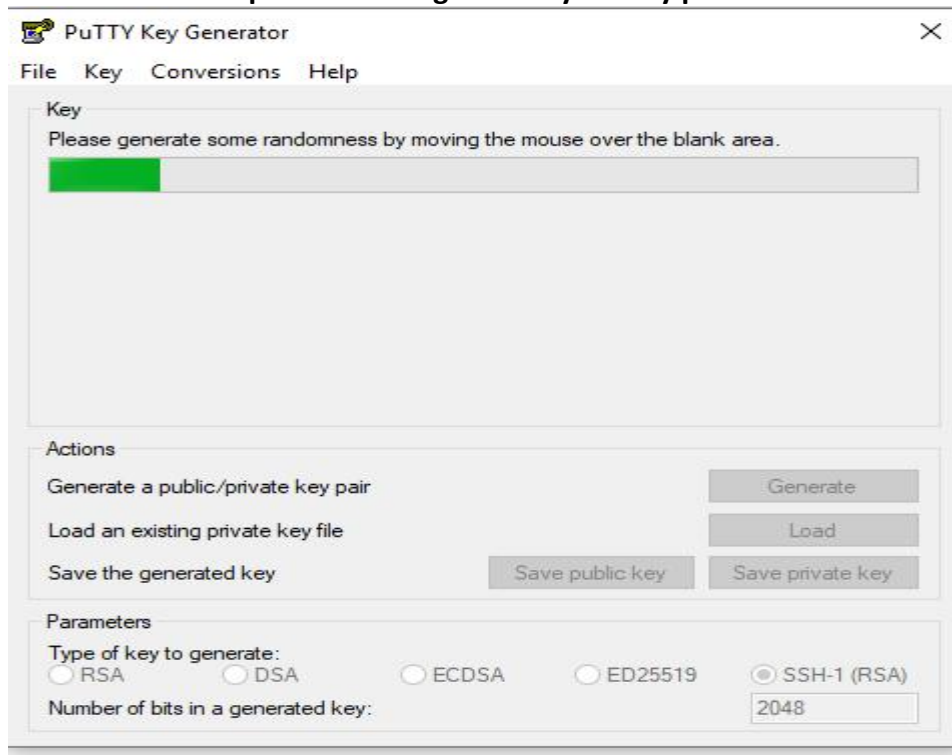 PuTTY Key Generator
File Key Conversions Help
Key
Please generate some randomness by moving the mouse over the blank area.
Actions
Generate a public/private key pair Generate
Load an existing private key file Load
Save the generated key Save public key Save private key
Parameters
Type of key to generate:
RSA DSA ECDSA ED25519 SSH-1 (RSA)
Number of bits in a generated key: 2048